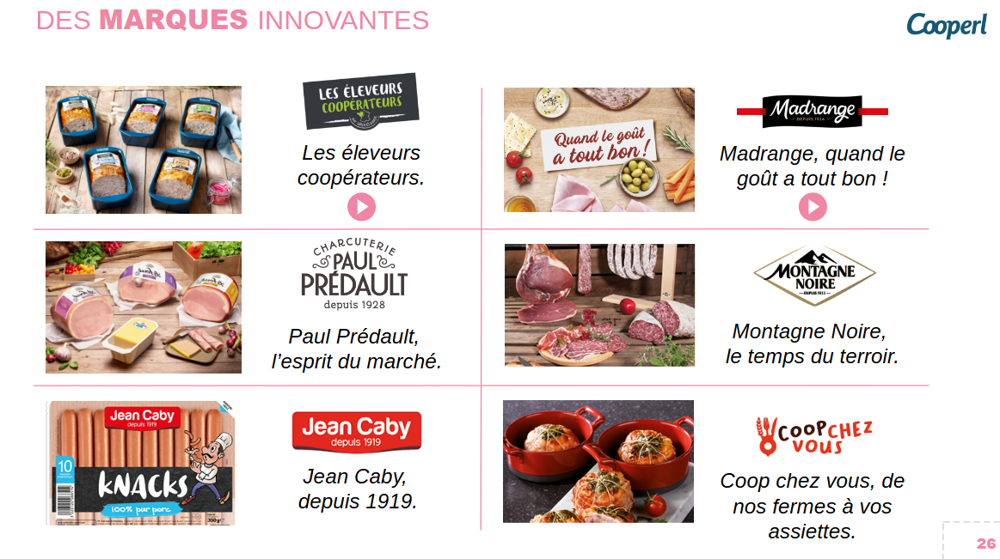 DES MARQUES INNOVANTES
Cooperl
LES ÉLEVEURS
COOPÉRATEURS
Les éleveurs
coopérateurs.
Quand le goût
a tout bon !
Madrange
DEPUIS 1924
Madrange, quand le
goût a tout bon !
CHARCUTERIE
PAUL
PRÉDAULT
depuis 1928
Paul Prédault,
l’esprit du marché.
MONTAGNE
NOIRE
Montagne Noire,
le temps du terroir.
Jean Caby
depuis 1919
10
KNACKS
100% pur porc
350g
Jean Caby
depuis 1919
Jean Caby,
depuis 1919.
COOP CHEZ
VOUS
Coop chez vous, de
nos fermes à vos
assiettes.
26